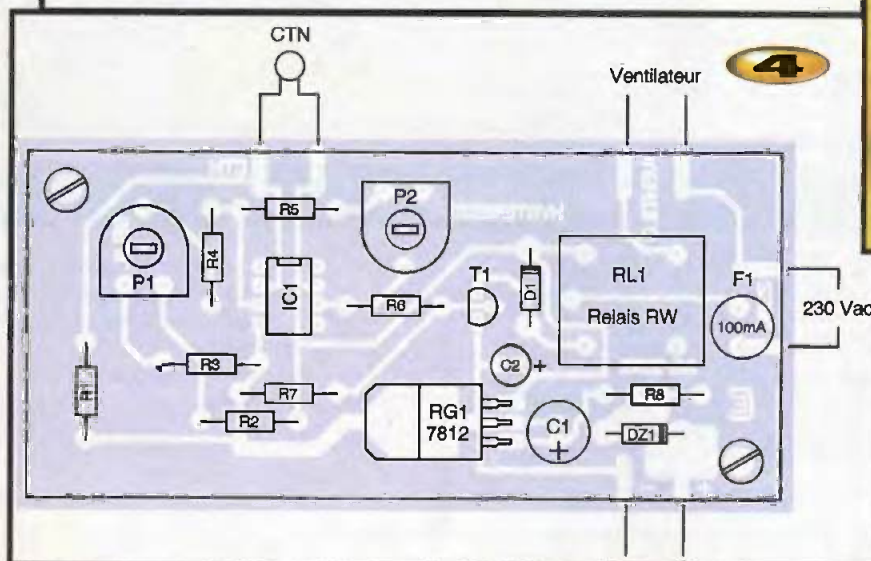 CTN
4
Ventilateur
P1
R4
R5
P2
IC1
R6
T1
D1
RL1
Relais RW
F1
100mA
230 Vac
R3
R7
R2
RG1
7812
C2
+
C1
+
R8
DZ1